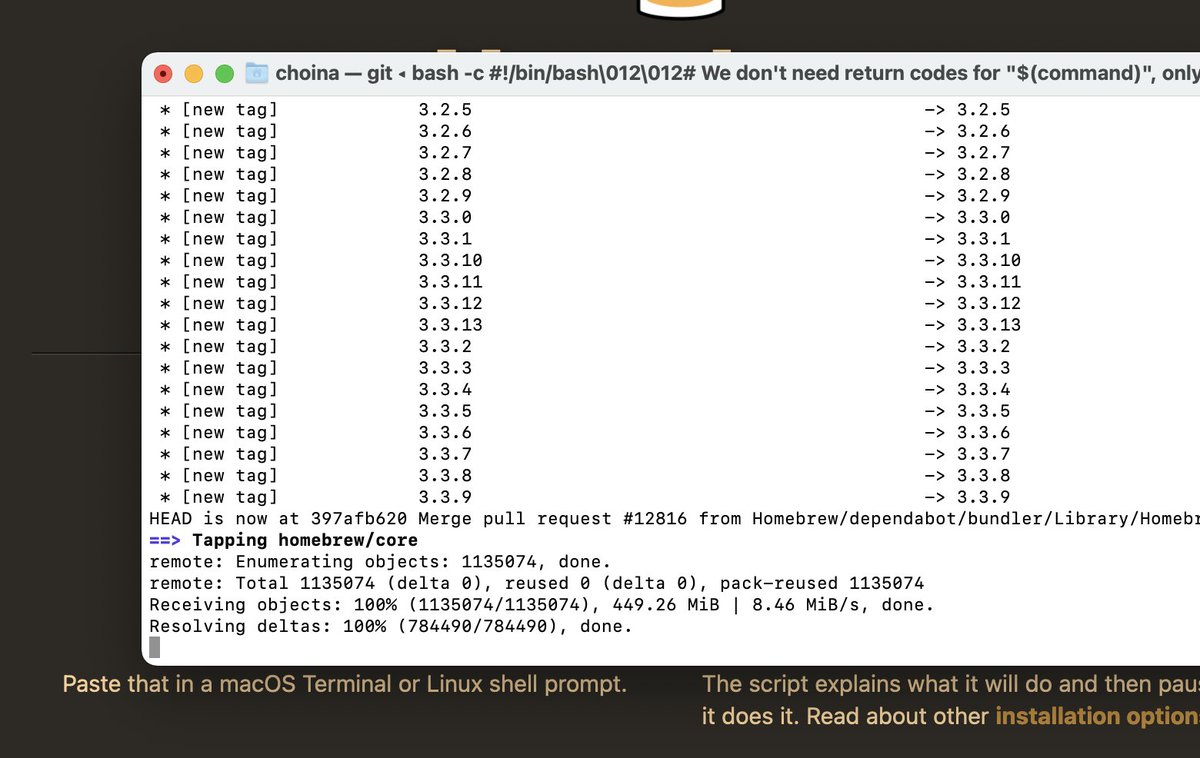 choina — git ◂ bash -c #!/bin/bash\012\012# We don't need return codes for "$(command)", only
* [new tag] 3.2.5 -> 3.2.5
* [new tag] 3.2.6 -> 3.2.6
* [new tag] 3.2.7 -> 3.2.7
* [new tag] 3.2.8 -> 3.2.8
* [new tag] 3.2.9 -> 3.2.9
* [new tag] 3.3.0 -> 3.3.0
* [new tag] 3.3.1 -> 3.3.1
* [new tag] 3.3.10 -> 3.3.10
* [new tag] 3.3.11 -> 3.3.11
* [new tag] 3.3.12 -> 3.3.12
* [new tag] 3.3.13 -> 3.3.13
* [new tag] 3.3.2 -> 3.3.2
* [new tag] 3.3.3 -> 3.3.3
* [new tag] 3.3.4 -> 3.3.4
* [new tag] 3.3.5 -> 3.3.5
* [new tag] 3.3.6 -> 3.3.6
* [new tag] 3.3.7 -> 3.3.7
* [new tag] 3.3.8 -> 3.3.8
* [new tag] 3.3.9 -> 3.3.9
HEAD is now at 397afb620 Merge pull request #12816 from Homebrew/dependabot/bundler/Library/Homebr
==> Tapping homebrew/core
remote: Enumerating objects: 1135074, done.
remote: Total 1135074 (delta 0), reused 0 (delta 0), pack-reused 1135074
Receiving objects: 100% (1135074/1135074), 449.26 MiB | 8.46 MiB/s, done.
Resolving deltas: 100% (784490/784490), done.
Paste that in a macOS Terminal or Linux shell prompt.
The script explains what it will do and then pau
it does it. Read about other installation option